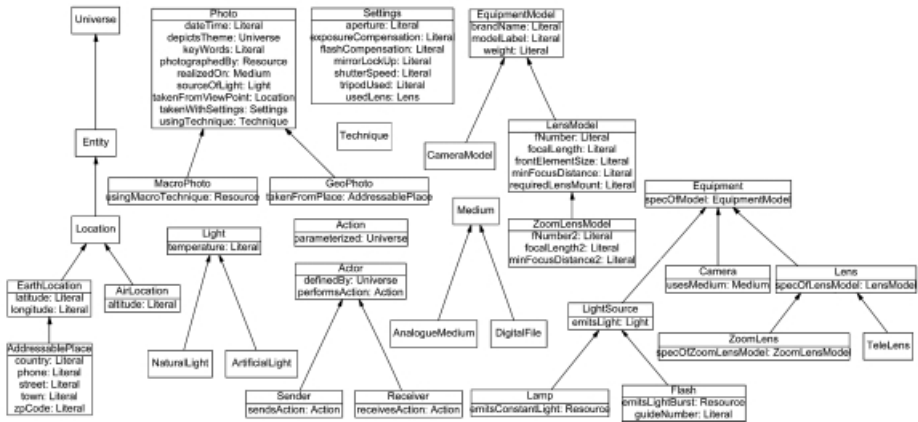 Universe
Entity
Location
EarthLocation
latitude: Literal
longitude: Literal
AirLocation
altitude: Literal
AddressablePlace
country: Literal
phone: Literal
street: Literal
town: Literal
zpCode: Literal
Photo
dateTime: Literal
depictsTheme: Universe
keyWords: Literal
photographedBy: Resource
realizedOn: Medium
sourceOfLight: Light
takenFromViewPoint: Location
takenWithSettings: Settings
usingTechnique: Technique
MacroPhoto
usingMacroTechnique: Resource
GeoPhoto
takenFromPlace: AddressablePlace
Settings
aperture: Literal
exposureCompensation: Literal
flashCompensation: Literal
mirrorLockUp: Literal
shutterSpeed: Literal
tripodUsed: Literal
usedLens: Lens
Technique
Light
temperature: Literal
NaturalLight
ArtificialLight
Action
parameterized: Universe
Actor
definedBy: Universe
performsAction: Action
Sender
sendsAction: Action
Receiver
receivesAction: Action
EquipmentModel
brandName: Literal
modelLabel: Literal
weight: Literal
CameraModel
LensModel
fNumber: Literal
focalLength: Literal
frontElementSize: Literal
minFocusDistance: Literal
requiredLensMount: Literal
ZoomLensModel
fNumber2: Literal
focalLength2: Literal
minFocusDistance2: Literal
Medium
AnalogueMedium
DigitalFile
Equipment
specOfModel: EquipmentModel
Camera
usesMedium: Medium
Lens
specOfLensModel: LensModel
LightSource
emitsLight: Light
ZoomLens
specOfZoomLensModel: ZoomLensModel
TeleLens
Lamp
emitsConstantLight: Resource
Flash
emitsLightBurst: Resource
guideNumber: Literal